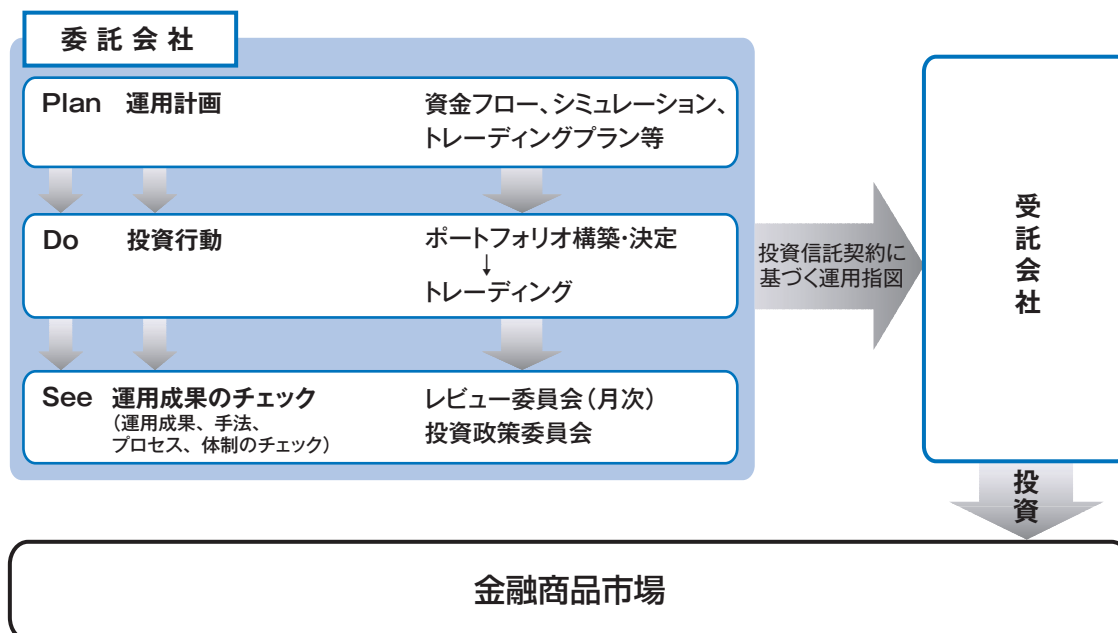 委託会社
Plan 運用計画
資金フロー、シミュレーション、
トレーディングプラン等
Do 投資行動
ポートフォリオ構築・決定
↓
トレーディング
See 運用成果のチェック
(運用成果、手法、
プロセス、体制のチェック)
レビュー委員会(月次)
投資政策委員会
投資信託契約に
基づく運用指図
受託会社
投資
金融商品市場